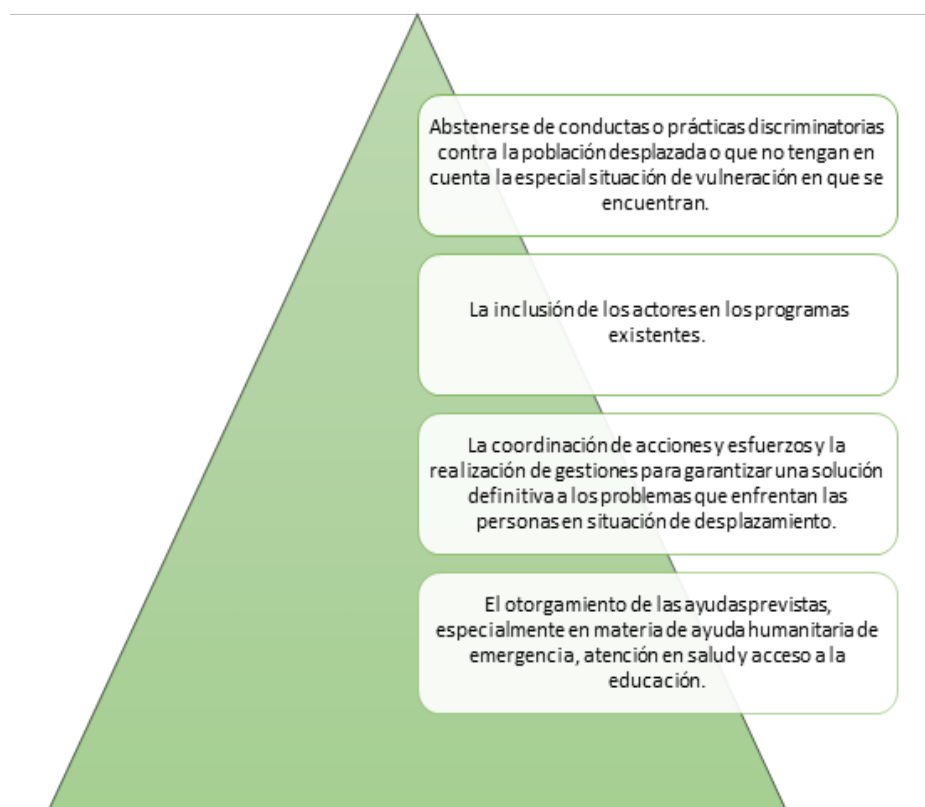 Abstenerse de conductas o prácticas discriminatorias
contra la población desplazada o que no tengan en
cuenta la especial situación de vulneración en que se
encuentran.
La inclusión de los actores en los programas
existentes.
La coordinación de acciones y esfuerzos y la
realización de gestiones para garantizar una solución
definitiva a los problemas que enfrentan las
personas en situación de desplazamiento.
El otorgamiento de las ayudas previstas,
especialmente en materia de ayuda humanitaria de
emergencia, atención en salud y acceso a la
educación.